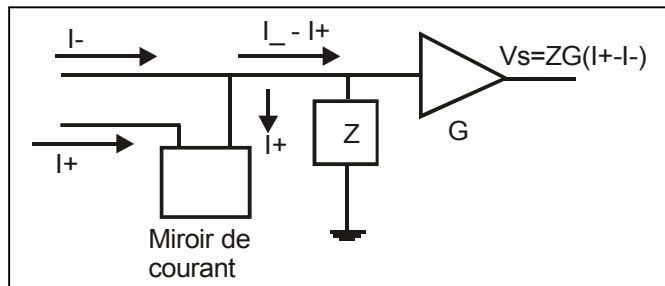 I-
I_ - I+
Vs=ZG(I+-I-)
I+
I+
Z
G
Miroir de
courant